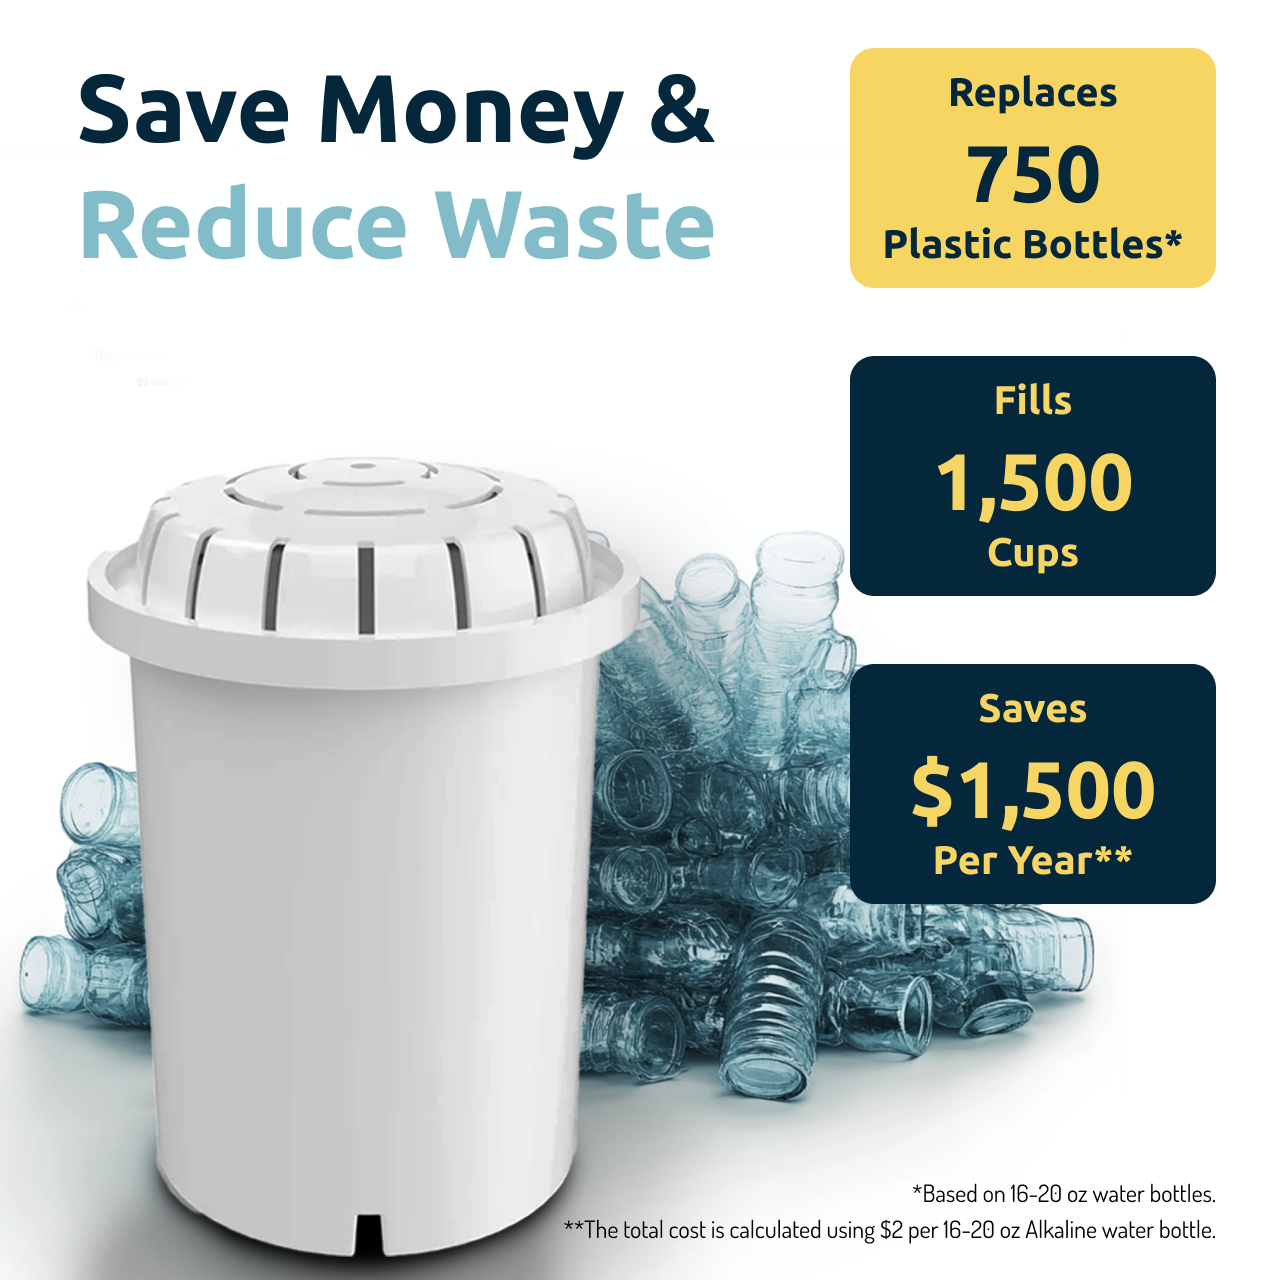 Save Money &
Reduce Waste
Replaces
750
Plastic Bottles*
Fills
1,500
Cups
Saves
$1,500
Per Year**
*Based on 16-20 oz water bottles.
**The total cost is calculated using $2 per 16-20 oz Alkaline water bottle.